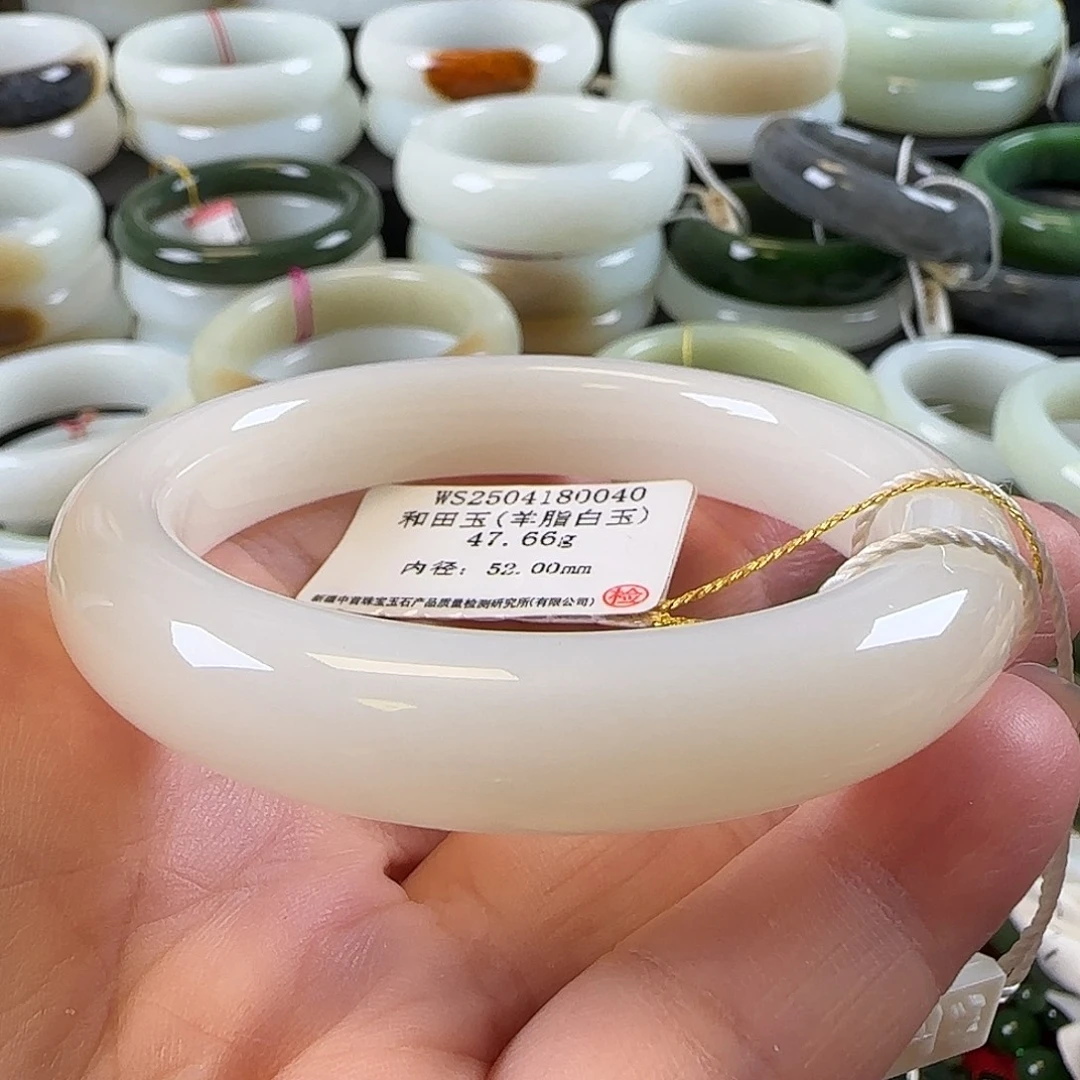 WS2504180040
和田玉(羊脂白玉)
47.66g
内径: 52.00mm
新疆中資珠宝玉石产品质量检测研究所(有限公司) 检